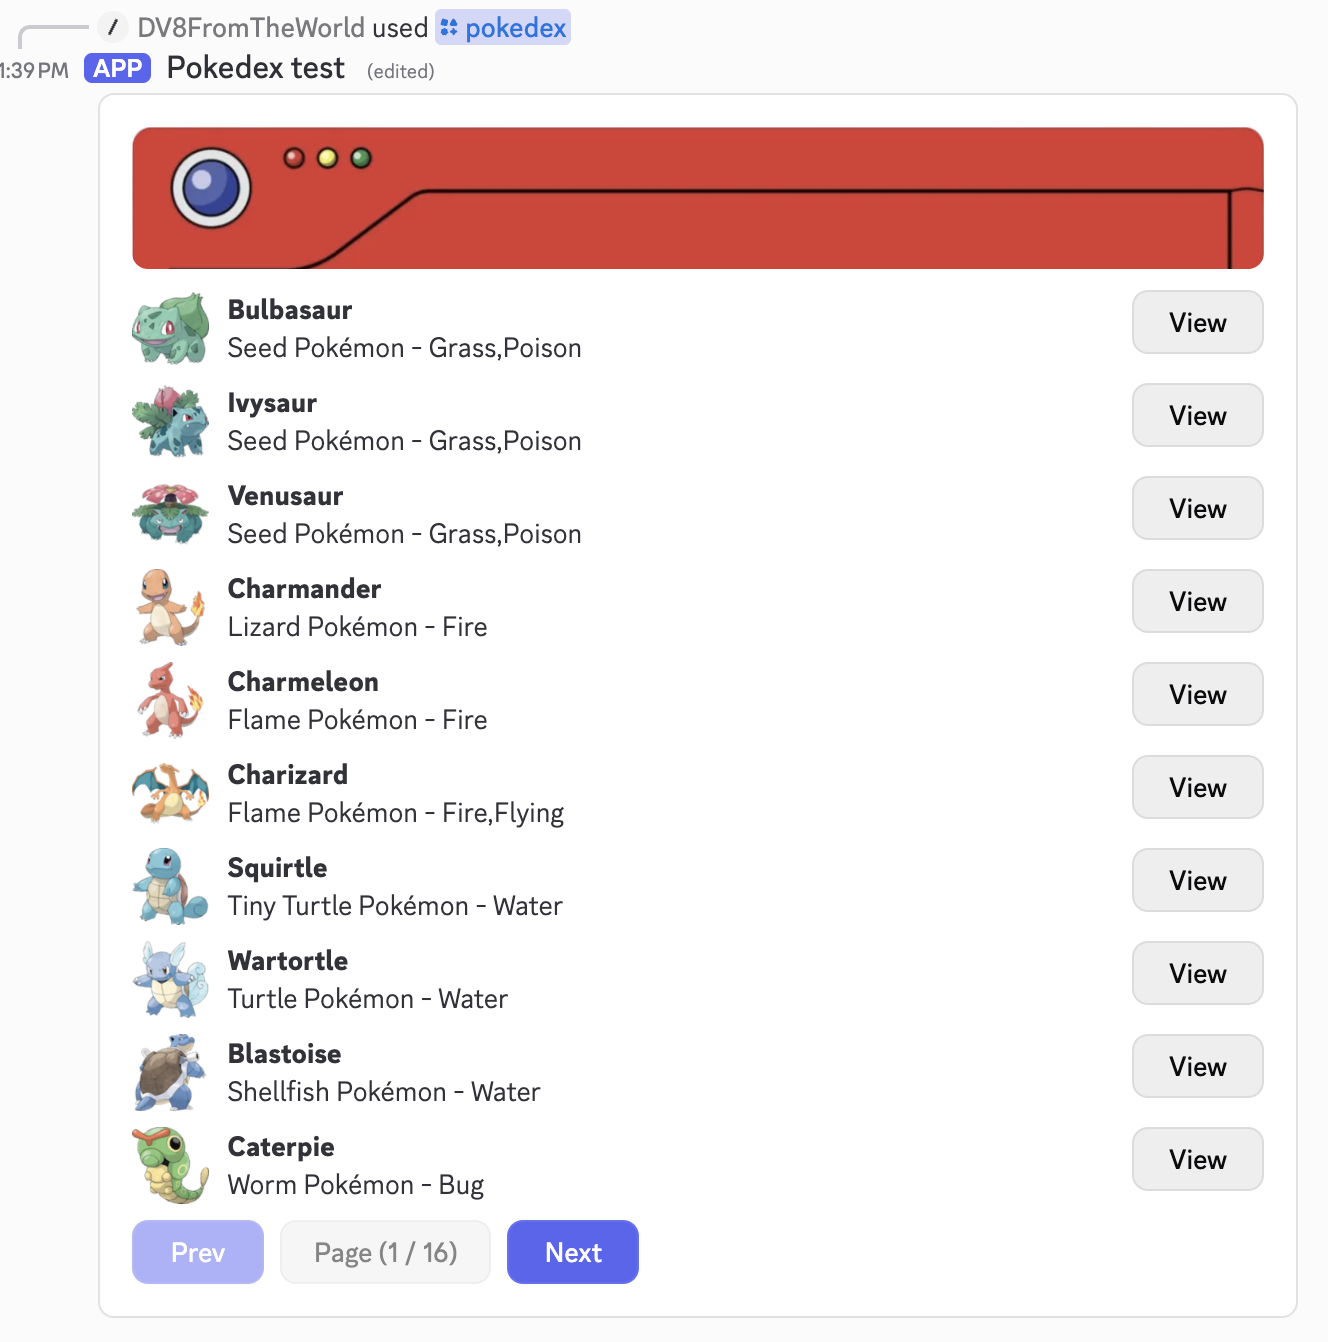 / DV8FromTheWorld used pokedex
1:39 PM APP Pokedex test (edited)
Bulbasaur
Seed Pokémon - Grass,Poison
View
Ivysaur
Seed Pokémon - Grass,Poison
View
Venusaur
Seed Pokémon - Grass,Poison
View
Charmander
Lizard Pokémon - Fire
View
Charmeleon
Flame Pokémon - Fire
View
Charizard
Flame Pokémon - Fire,Flying
View
Squirtle
Tiny Turtle Pokémon - Water
View
Wartortle
Turtle Pokémon - Water
View
Blastoise
Shellfish Pokémon - Water
View
Caterpie
Worm Pokémon - Bug
View
Prev Page (1 / 16) Next